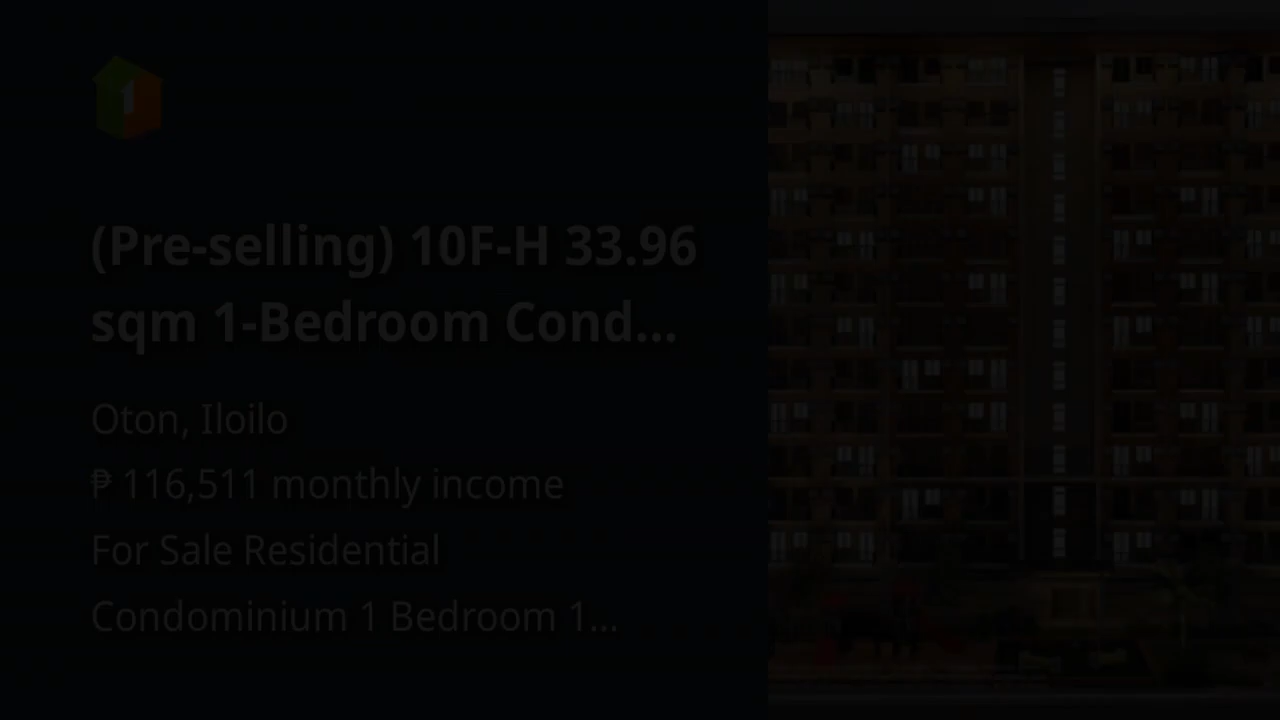 1
(Pre-selling) 10F-H 33.96
sqm 1-Bedroom Cond...
Oton, Iloilo
₱ 116,511 monthly income
For Sale Residential
Condominium 1 Bedroom 1...